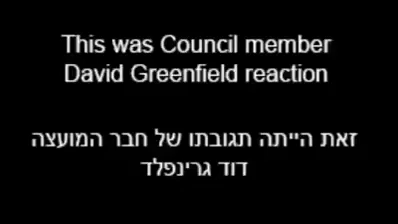 This was Council member
David Greenfield reaction
זאת הייתה תגובתו של חבר המועצה
דוד גרינפלד